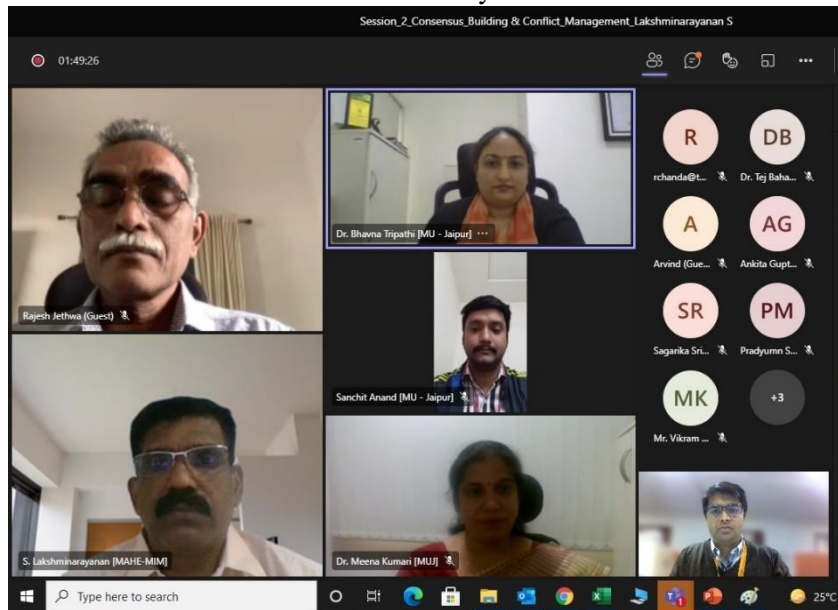 Session_2_Consensus_Building & Conflict_Management_Lakshminarayanan S
01:49:26
Dr. Bhavna Tripathi [MU - Jaipur] ...
Rajesh Jethwa (Guest)
Sanchit Anand [MU - Jaipur]
S. Lakshminarayanan [MAHE-MIM]
Dr. Meena Kumari [MUJ]
R
DB
rchanda@t...
Dr. Tej Baha...
A
AG
Arvind (Gue...
Ankita Gupt...
SR
PM
Sagarika Sri...
Pradyumn S...
MK
+3
Mr. Vikram ...
Type here to search
25°C